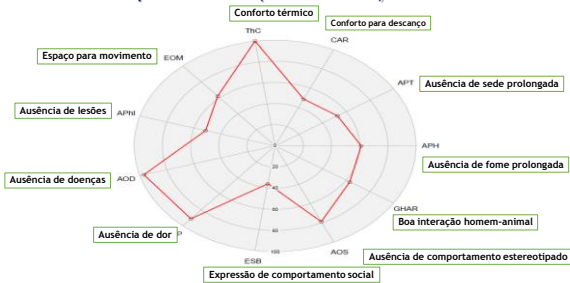 Conforto térmico
ThC
Conforto para descanço
CAR
Espaço para movimento
EOM
Ausência de sede prolongada
APT
Ausência de lesões
APhI
APH
Ausência de fome prolongada
Ausência de doenças
AOD
GHAR
Boa interação homem-animal
Ausência de dor
P
AOS
Ausência de comportamento estereotipado
ESB
Expressão de comportamento social
0
20
40
60
80
100